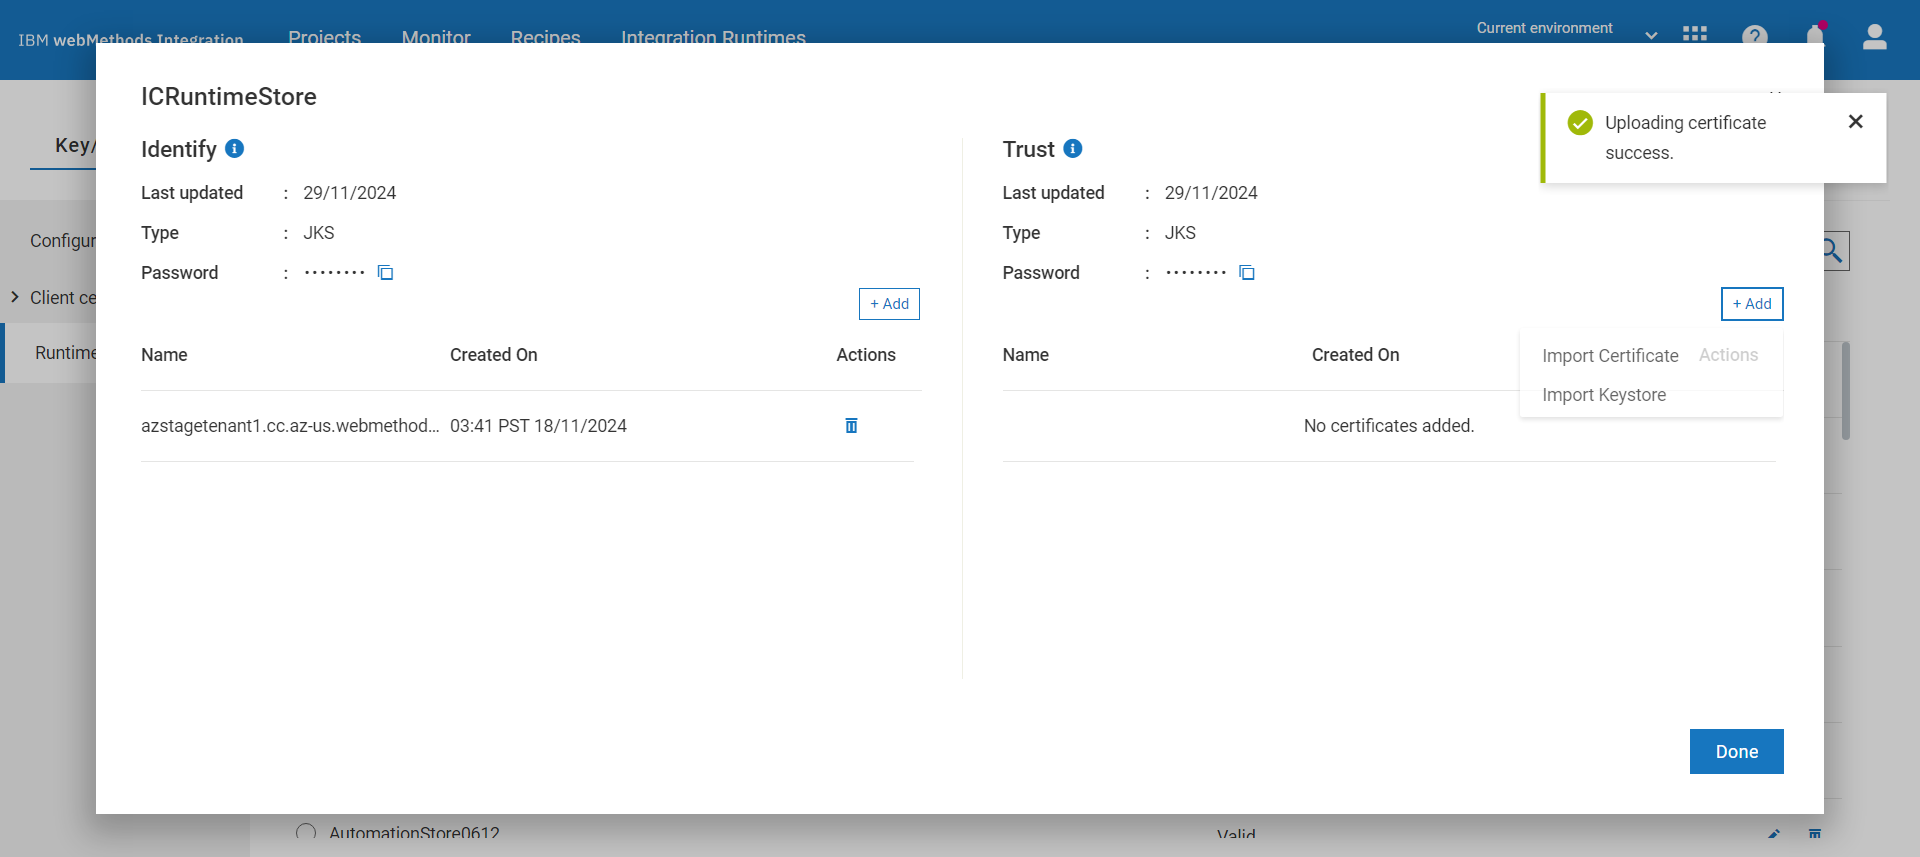 IBM webMethods Integration
Projects
Monitor
Recipes
Integration Runtimes
Current environment
Key/
Configur
Client ce
Runtime
ICRuntimeStore
Uploading certificate
success.
Identify
Last updated : 29/11/2024
Type : JKS
Password : ········
+ Add
Name Created On Actions
azstagetenant1.cc.az-us.webmethod... 03:41 PST 18/11/2024
Trust
Last updated : 29/11/2024
Type : JKS
Password : ········
+ Add
Name Created On Actions
Import Certificate
Import Keystore
No certificates added.
Done
AutomationStore0612 Valid